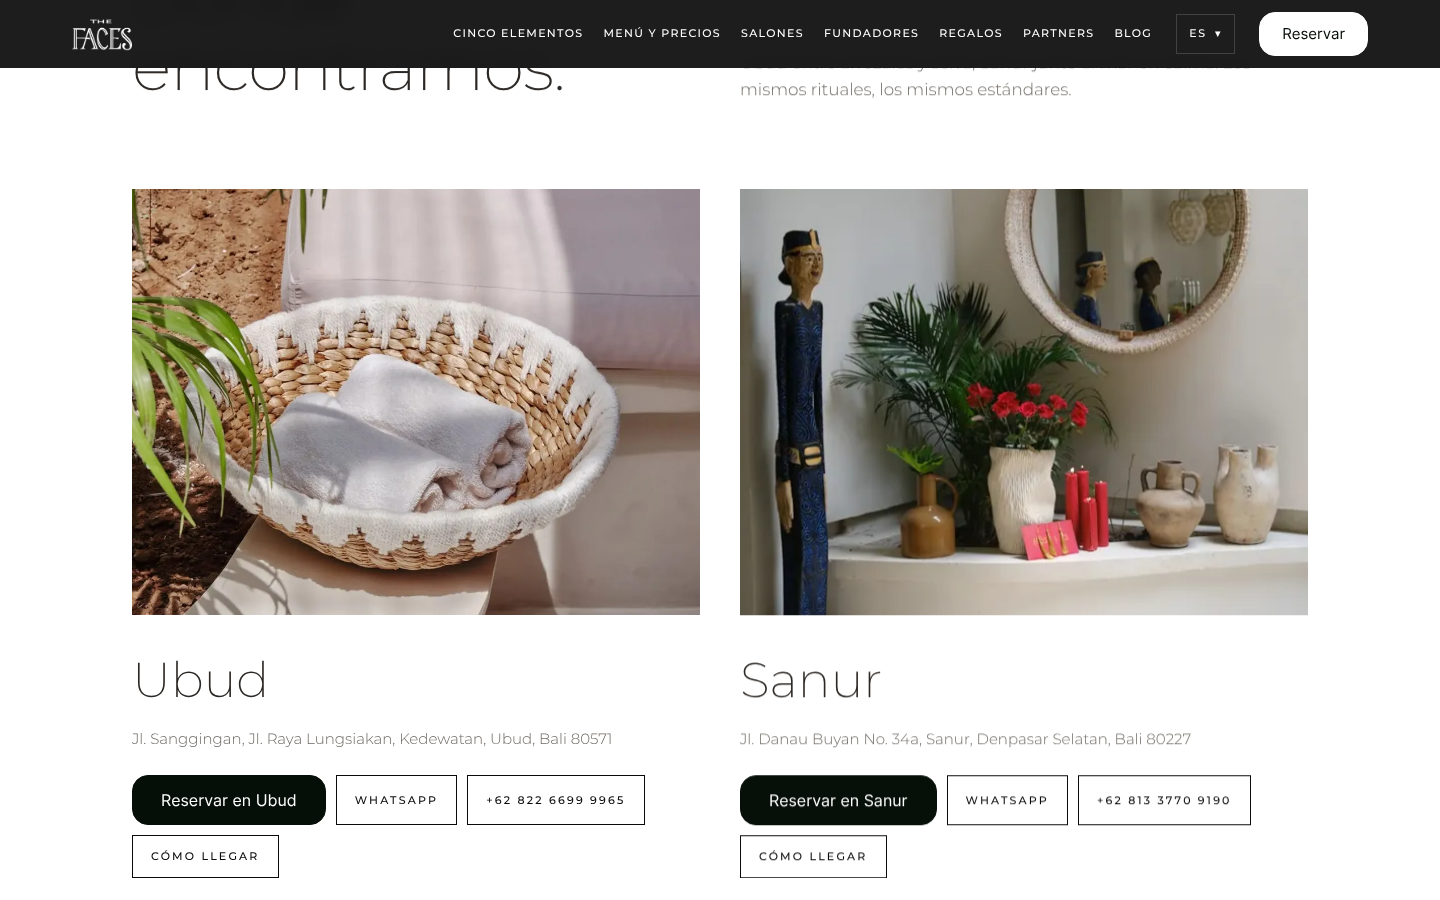 THE
FACES
CINCO ELEMENTOS
MENÚ Y PRECIOS
SALONES
FUNDADORES
REGALOS
PARTNERS
BLOG
ES ▾
Reservar
encontramos.
mismos rituales, los mismos estándares.
Ubud
Jl. Sanggingan, Jl. Raya Lungsiakan, Kedewatan, Ubud, Bali 80571
Reservar en Ubud
WHATSAPP
+62 822 6699 9965
CÓMO LLEGAR
Sanur
Jl. Danau Buyan No. 34a, Sanur, Denpasar Selatan, Bali 80227
Reservar en Sanur
WHATSAPP
+62 813 3770 9190
CÓMO LLEGAR